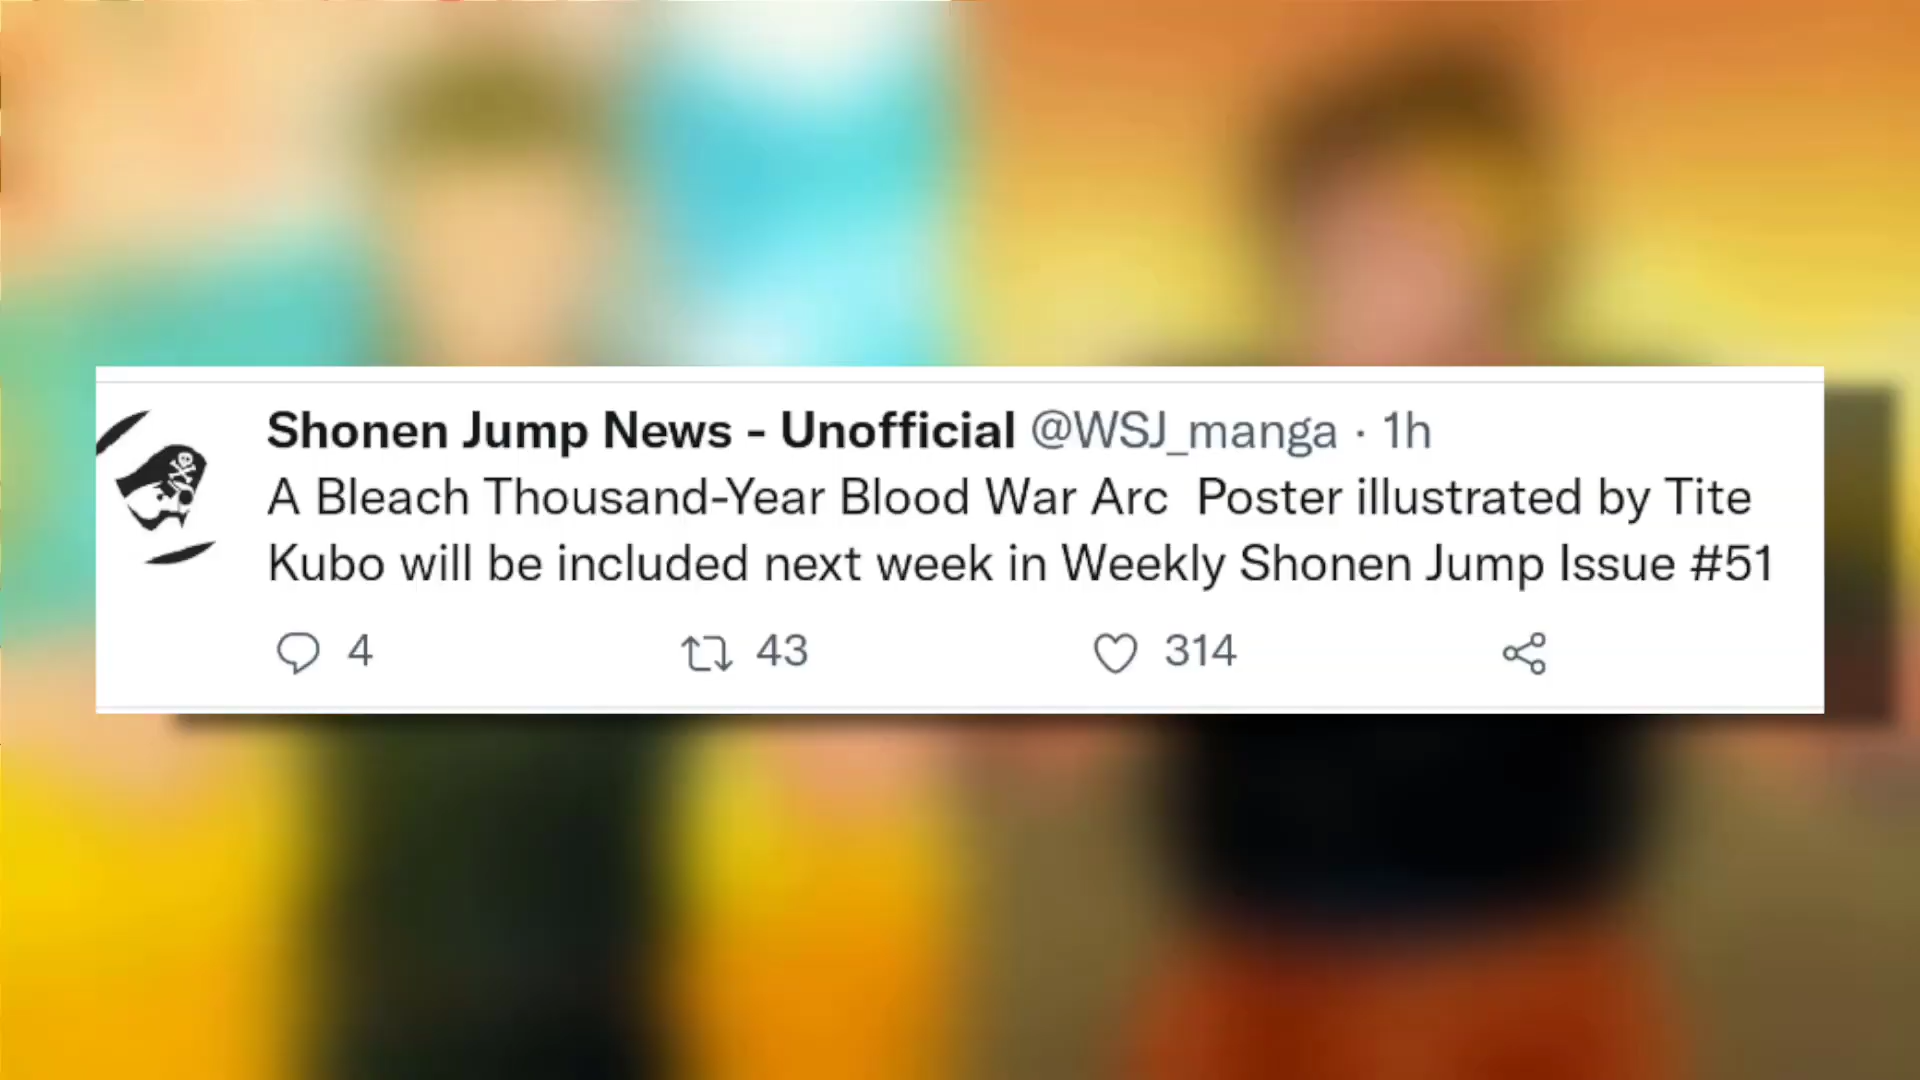 Shonen Jump News - Unofficial @WSJ_manga · 1h
A Bleach Thousand-Year Blood War Arc  Poster illustrated by Tite
Kubo will be included next week in Weekly Shonen Jump Issue #51
4 43 314